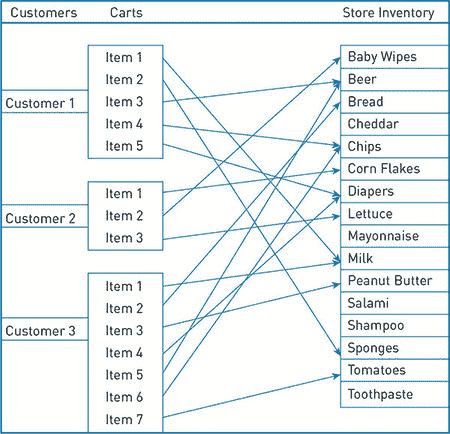 Customers Carts Store Inventory
Customer 1
Item 1
Item 2
Item 3
Item 4
Item 5
Customer 2
Item 1
Item 2
Item 3
Customer 3
Item 1
Item 2
Item 3
Item 4
Item 5
Item 6
Item 7
Baby Wipes
Beer
Bread
Cheddar
Chips
Corn Flakes
Diapers
Lettuce
Mayonnaise
Milk
Peanut Butter
Salami
Shampoo
Sponges
Tomatoes
Toothpaste